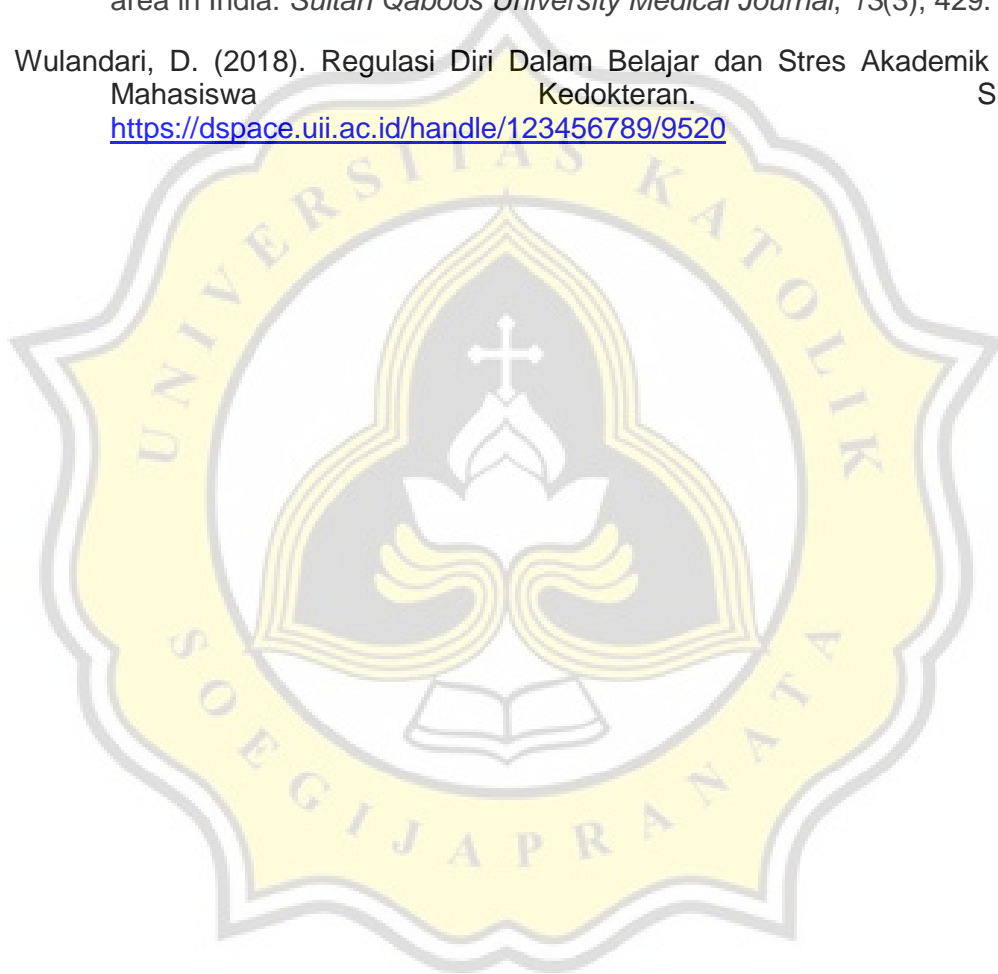 area in India. Sultan Qaboos University Medical Journal, 13(3), 429.
Wulandari, D. (2018). Regulasi Diri Dalam Belajar dan Stres Akademik
Mahasiswa Kedokteran. S
https://dspace.uii.ac.id/handle/123456789/9520
UNIVERSITAS KATOLIK
SOEGIJAPRANATA